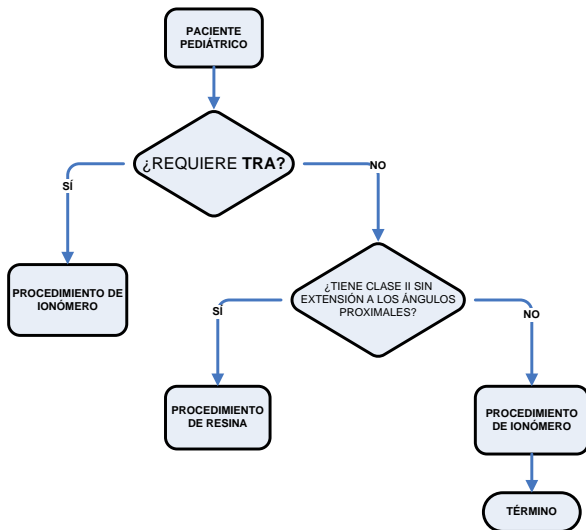 PACIENTE
PEDIÁTRICO
¿REQUIERE TRA?
SÍ
NO
PROCEDIMIENTO DE
IONÓMERO
¿TIENE CLASE II SIN
EXTENSIÓN A LOS ÁNGULOS
PROXIMALES?
SÍ
NO
PROCEDIMIENTO
DE RESINA
PROCEDIMIENTO
DE IONÓMERO
TÉRMINO